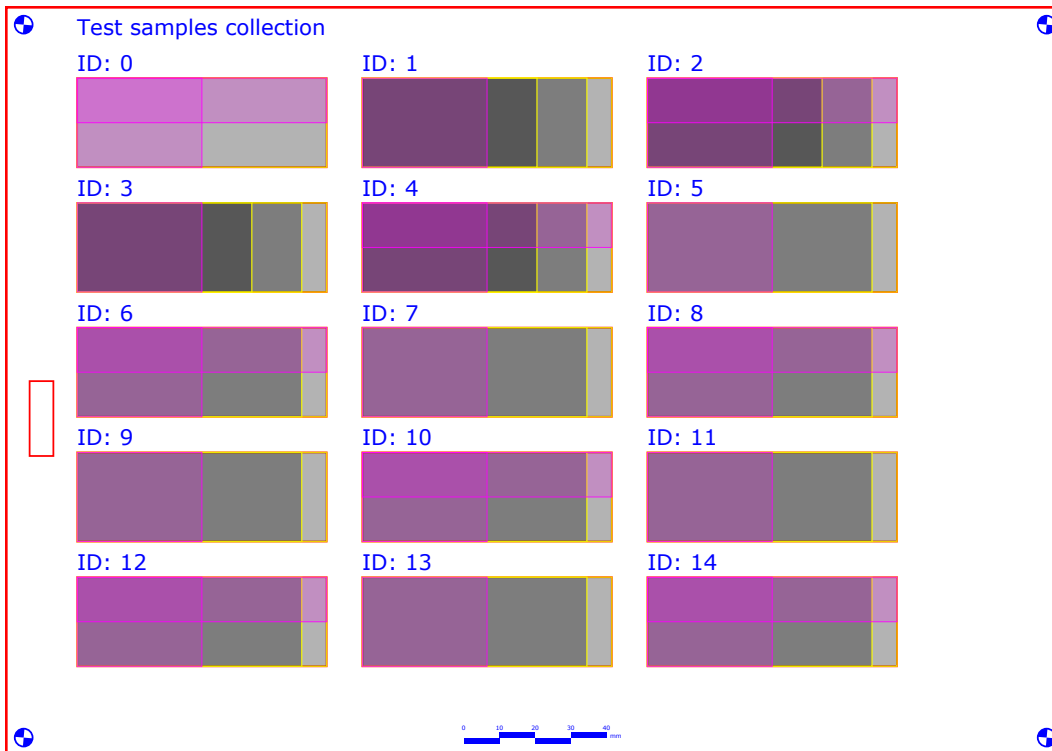 Test samples collection
ID: 0 ID: 1 ID: 2
ID: 3 ID: 4 ID: 5
ID: 6 ID: 7 ID: 8
ID: 9 ID: 10 ID: 11
ID: 12 ID: 13 ID: 14
0 10 20 30 40
mm